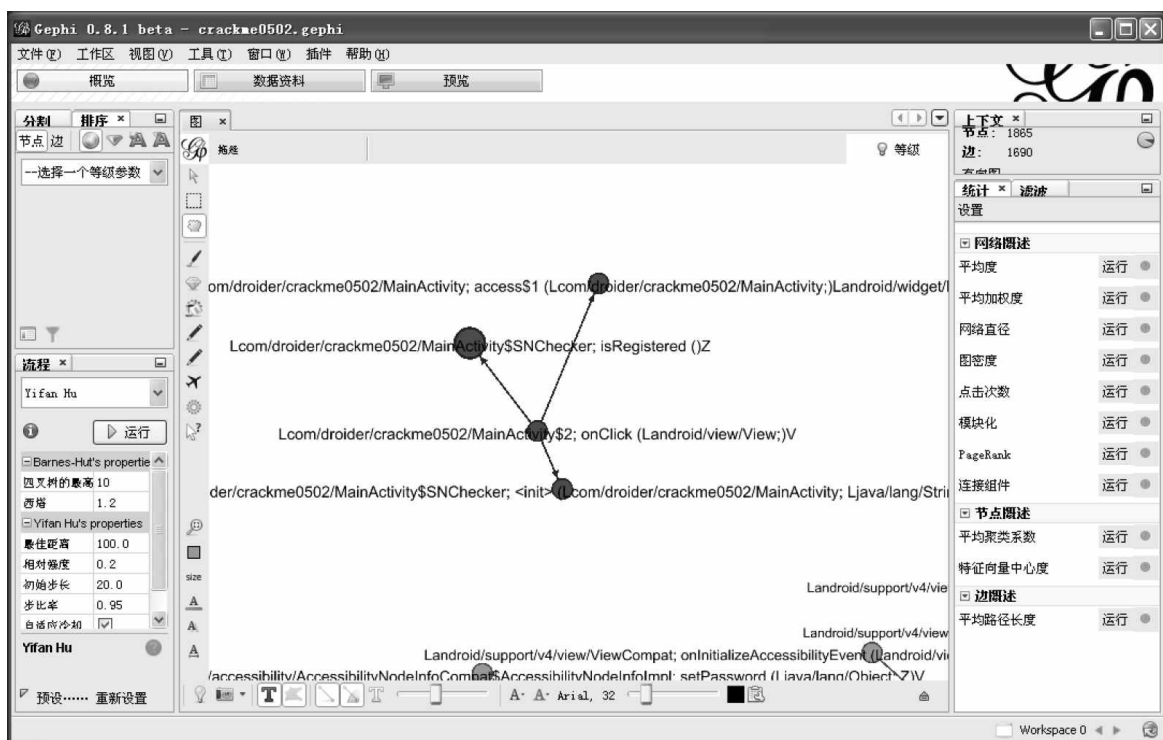 Gephi 0.8.1 beta - crackme0502.gephi
文件(F) 工作区 视图(V) 工具(T) 窗口(W) 插件 帮助(H)
概览 数据资料 预览
分割 排序 ×
节点 边
--选择一个等级参数
流程 ×
Yifan Hu
运行
Barnes-Hut's propertie
四叉树的最高 10
西塔 1.2
Yifan Hu's properties
最佳距离 100.0
相对强度 0.2
初始步长 20.0
步比率 0.95
自适应冷却
Yifan Hu
预设…… 重新设置
图 ×
拖拽
等级
om/droider/crackme0502/MainActivity; access$1 (Lcom/droider/crackme0502/MainActivity;)Landroid/widget/
Lcom/droider/crackme0502/MainActivity$SNChecker; isRegistered ()Z
Lcom/droider/crackme0502/MainActivity$2; onClick (Landroid/view/View;)V
der/crackme0502/MainActivity$SNChecker; <init> (Lcom/droider/crackme0502/MainActivity; Ljava/lang/Stri
Landroid/support/v4/vie
Landroid/support/v4/view
Landroid/support/v4/view/ViewCompat; onInitializeAccessibilityEvent (Landroid/vi
/accessibility/AccessibilityNodeInfoCompat$AccessibilityNodeInfoImpl; setPassword (Ljava/lang/Object; Z)V
size
A
A
A
T T A- A- Arial, 32
上下文 ×
节点: 1865
边: 1690
有向图
统计 × 滤波
设置
网络概述
平均度 运行
平均加权度 运行
网络直径 运行
图密度 运行
点击次数 运行
模块化 运行
PageRank 运行
连接组件 运行
节点概述
平均聚类系数 运行
特征向量中心度 运行
边概述
平均路径长度 运行
Workspace 0